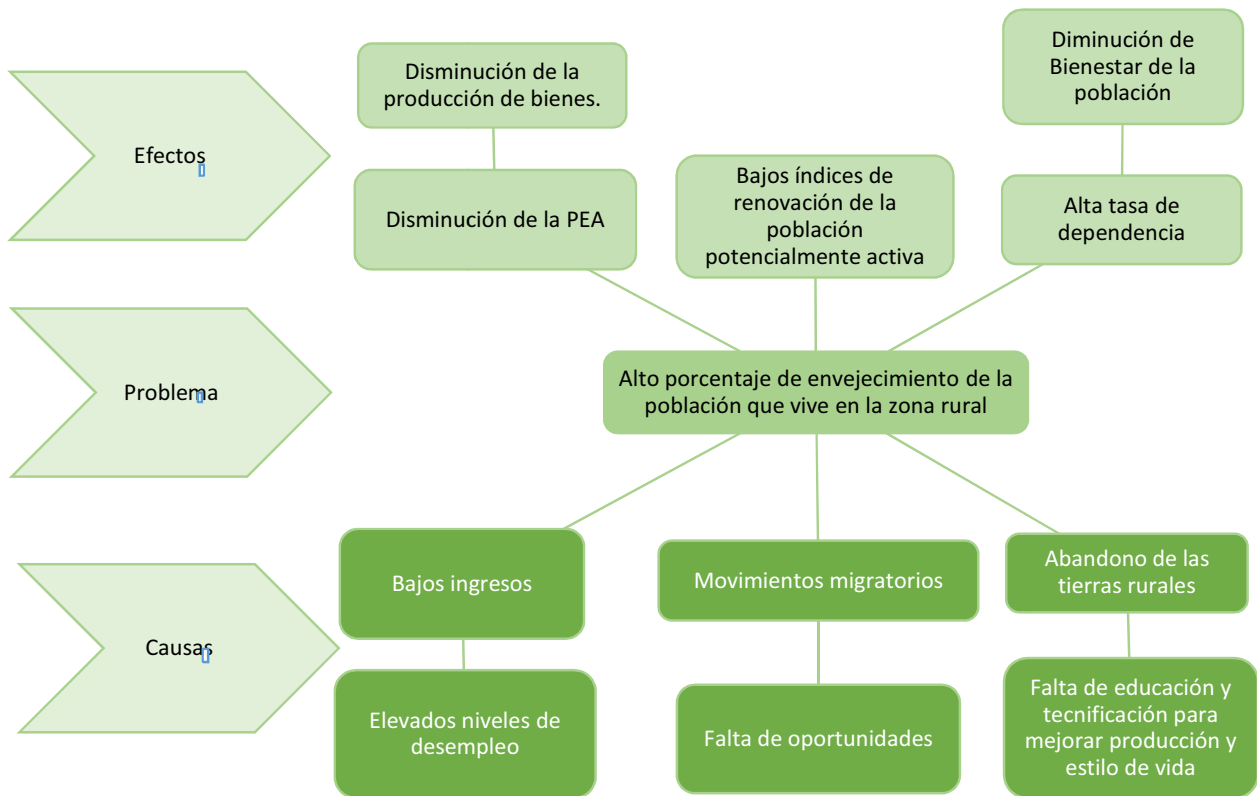 Efectos
Disminución de la
producción de bienes.
Diminución de
Bienestar de la
población
Disminución de la PEA
Bajos índices de
renovación de la
población
potencialmente activa
Alta tasa de
dependencia
Problema
Alto porcentaje de envejecimiento de la
población que vive en la zona rural
Causas
Bajos ingresos
Movimientos migratorios
Abandono de las
tierras rurales
Elevados niveles de
desempleo
Falta de oportunidades
Falta de educación y
tecnificación para
mejorar producción y
estilo de vida